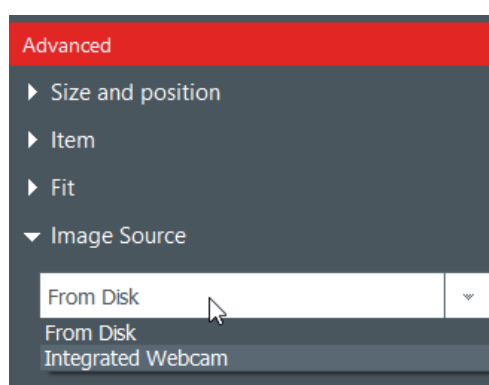 Advanced
Size and position
Item
Fit
Image Source
From Disk
From Disk
Integrated Webcam